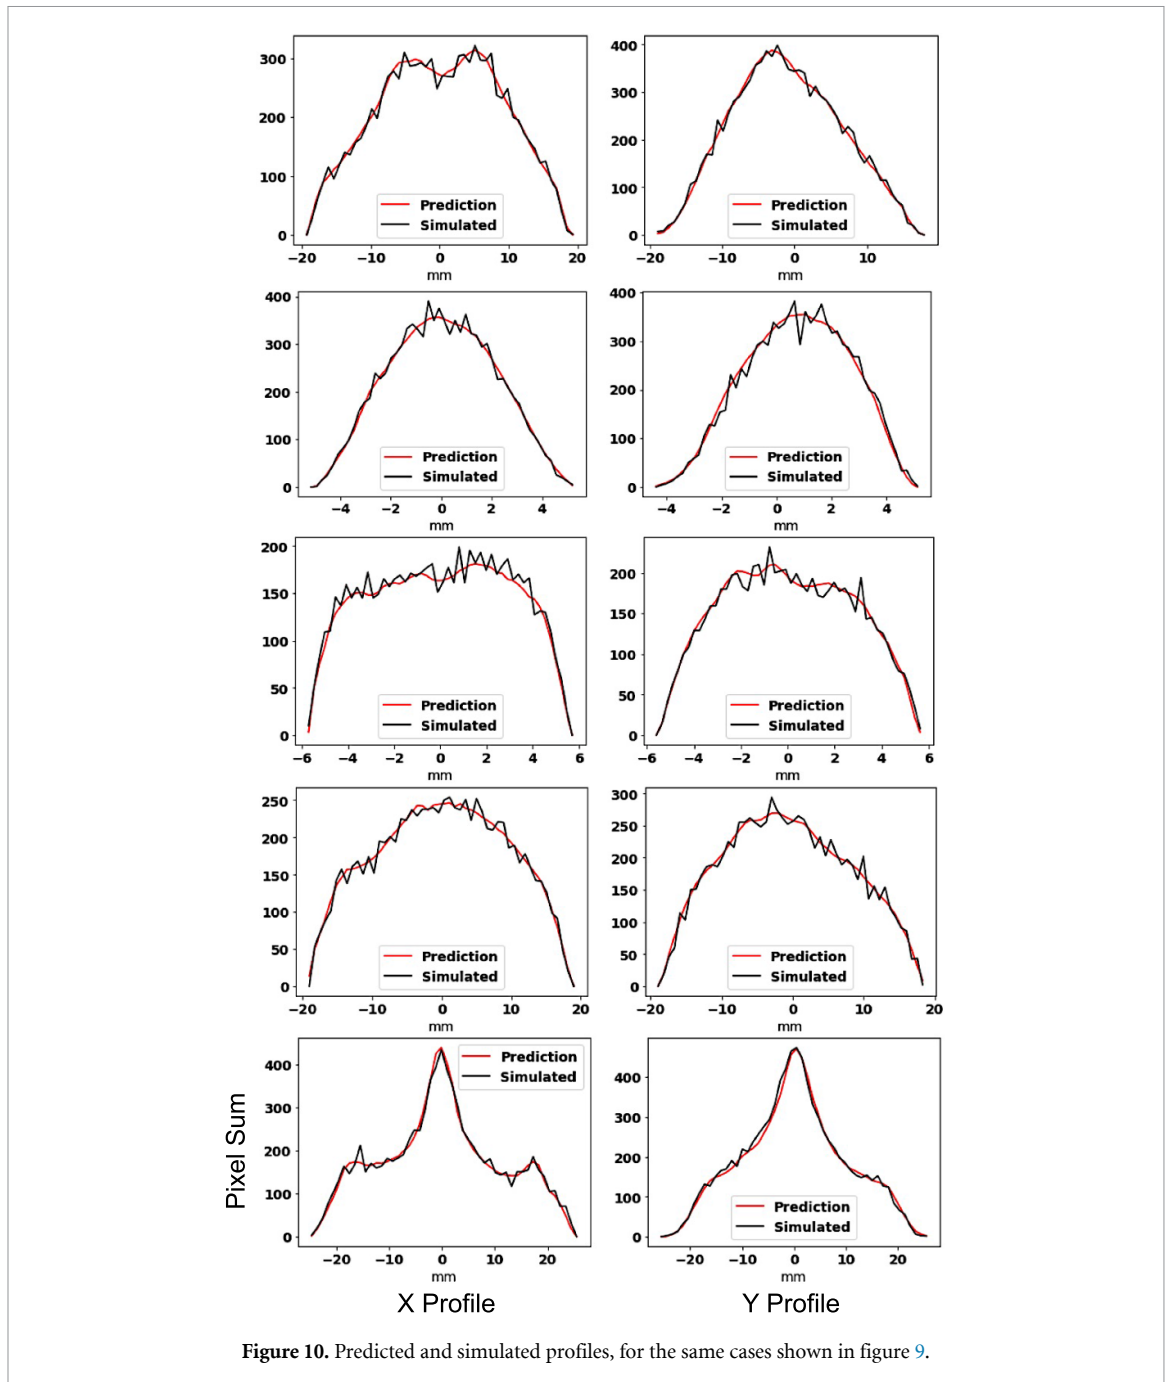 300
200
100
0
−20 −10 0 10 20
mm
Prediction
Simulated
400
300
200
100
0
−20 −10 0 10
mm
Prediction
Simulated
400
300
200
100
0
−4 −2 0 2 4
mm
Prediction
Simulated
400
300
200
100
0
−4 −2 0 2 4
mm
Prediction
Simulated
200
150
100
50
0
−6 −4 −2 0 2 4 6
mm
Prediction
Simulated
200
150
100
50
0
−6 −4 −2 0 2 4 6
mm
Prediction
Simulated
250
200
150
100
50
0
−20 −10 0 10 20
mm
Prediction
Simulated
300
250
200
150
100
50
0
−20 −10 0 10 20
mm
Prediction
Simulated
Pixel Sum
400
300
200
100
0
−20 −10 0 10 20
mm
Prediction
Simulated
400
300
200
100
0
−20 −10 0 10 20
mm
Prediction
Simulated
X Profile
Y Profile
Figure 10. Predicted and simulated profiles, for the same cases shown in figure 9.